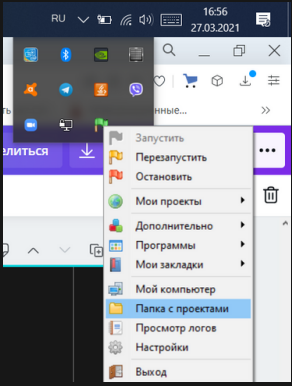 RU
16:56
27.03.2021
нные...
>>
елиться
Запустить
Перезапустить
Остановить
Мои проекты
Дополнительно
Программы
Мои закладки
Мой компьютер
Папка с проектами
Просмотр логов
Настройки
Выход